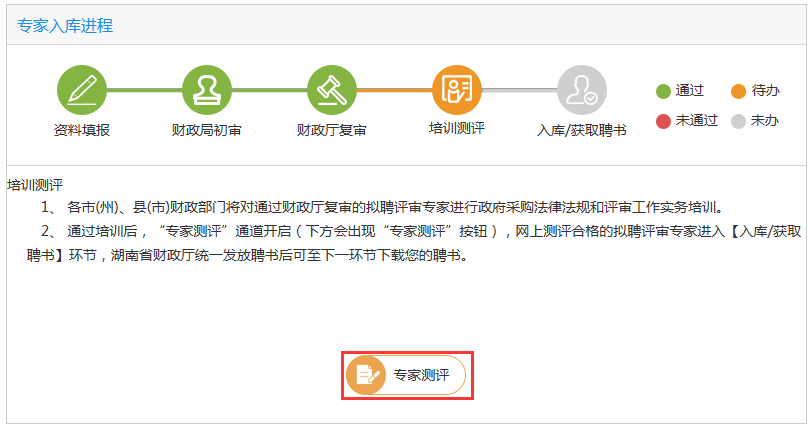 专家入库进程
资料填报
财政局初审
财政厅复审
培训测评
入库/获取聘书
通过
待办
未通过
未办
培训测评
1、 各市(州)、县(市)财政部门将对通过财政厅复审的拟聘评审专家进行政府采购法律法规和评审工作实务培训。
2、 通过培训后，“专家测评”通道开启（下方会出现“专家测评”按钮），网上测评合格的拟聘评审专家进入【入库/获取
聘书】环节，湖南省财政厅统一发放聘书后可至下一环节下载您的聘书。
专家测评